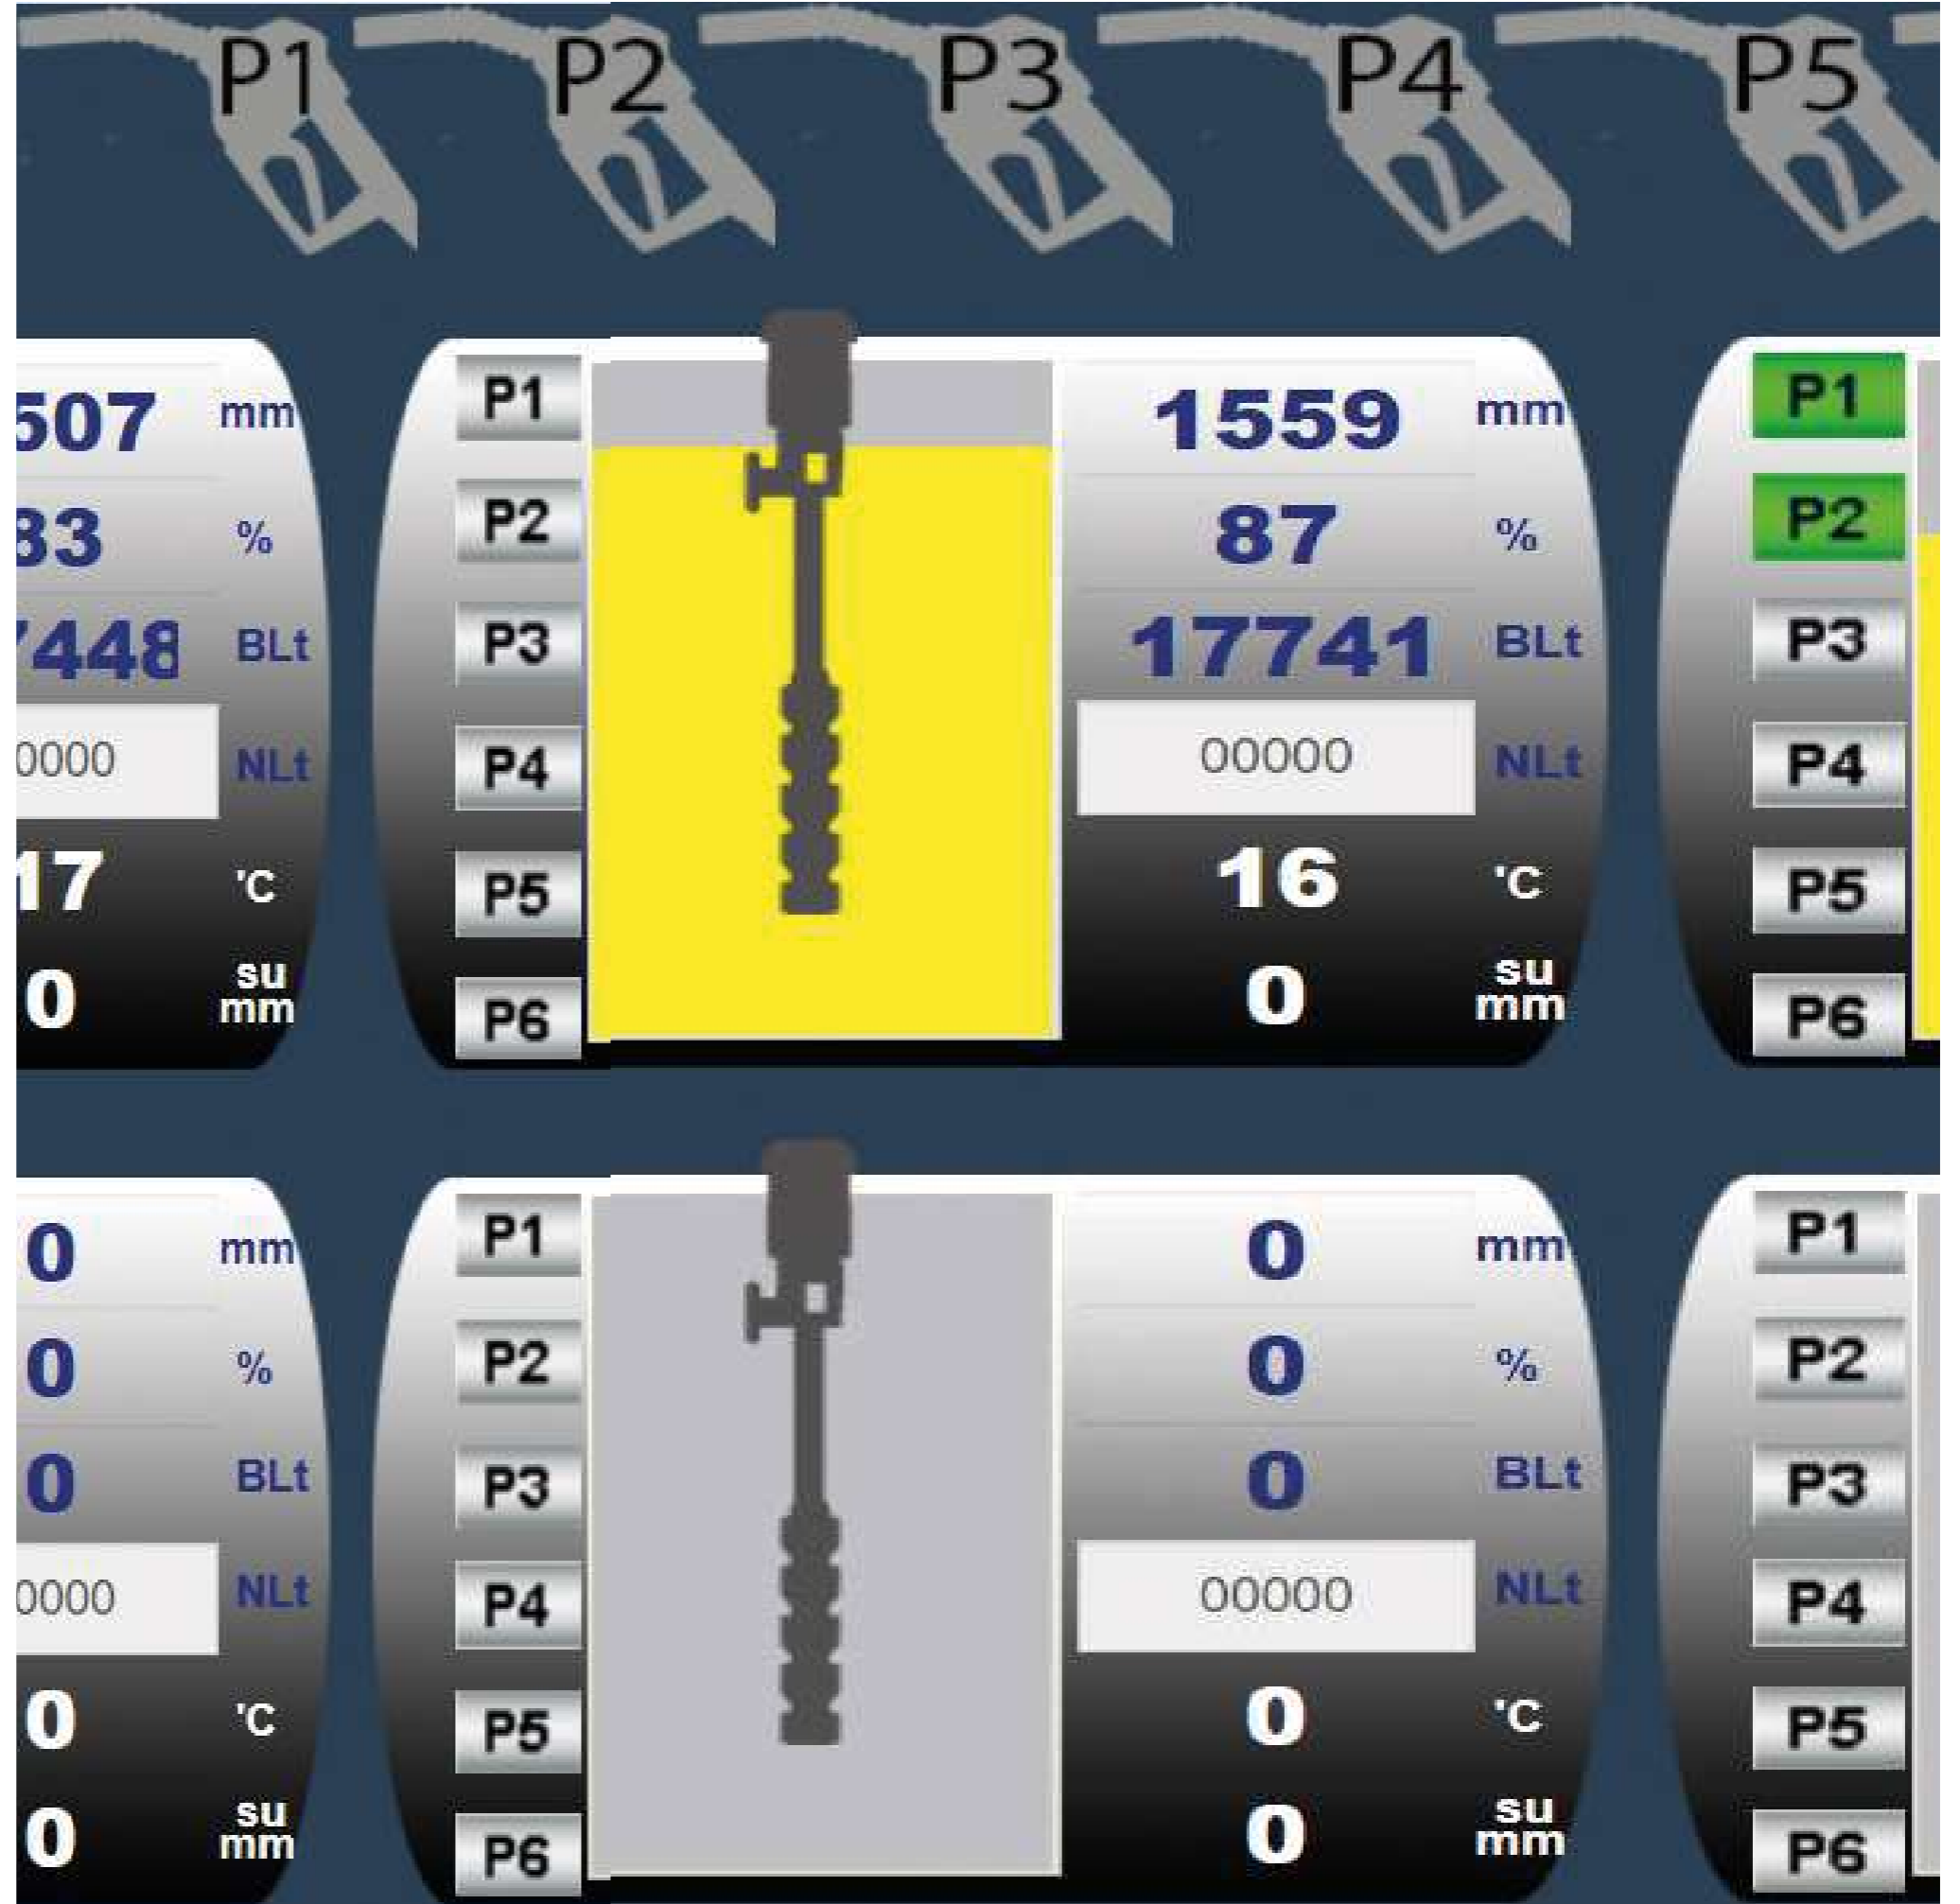 P1 P2 P3 P4 P5
507 mm
83 %
7448 BLt
0000 NLt
17 'C
0 su mm
P1
P2
P3
P4
P5
P6
1559 mm
87 %
17741 BLt
00000 NLt
16 'C
0 su mm
P1
P2
P3
P4
P5
P6
0 mm
0 %
0 BLt
0000 NLt
0 'C
0 su mm
P1
P2
P3
P4
P5
P6
0 mm
0 %
0 BLt
00000 NLt
0 'C
0 su mm
P1
P2
P3
P4
P5
P6